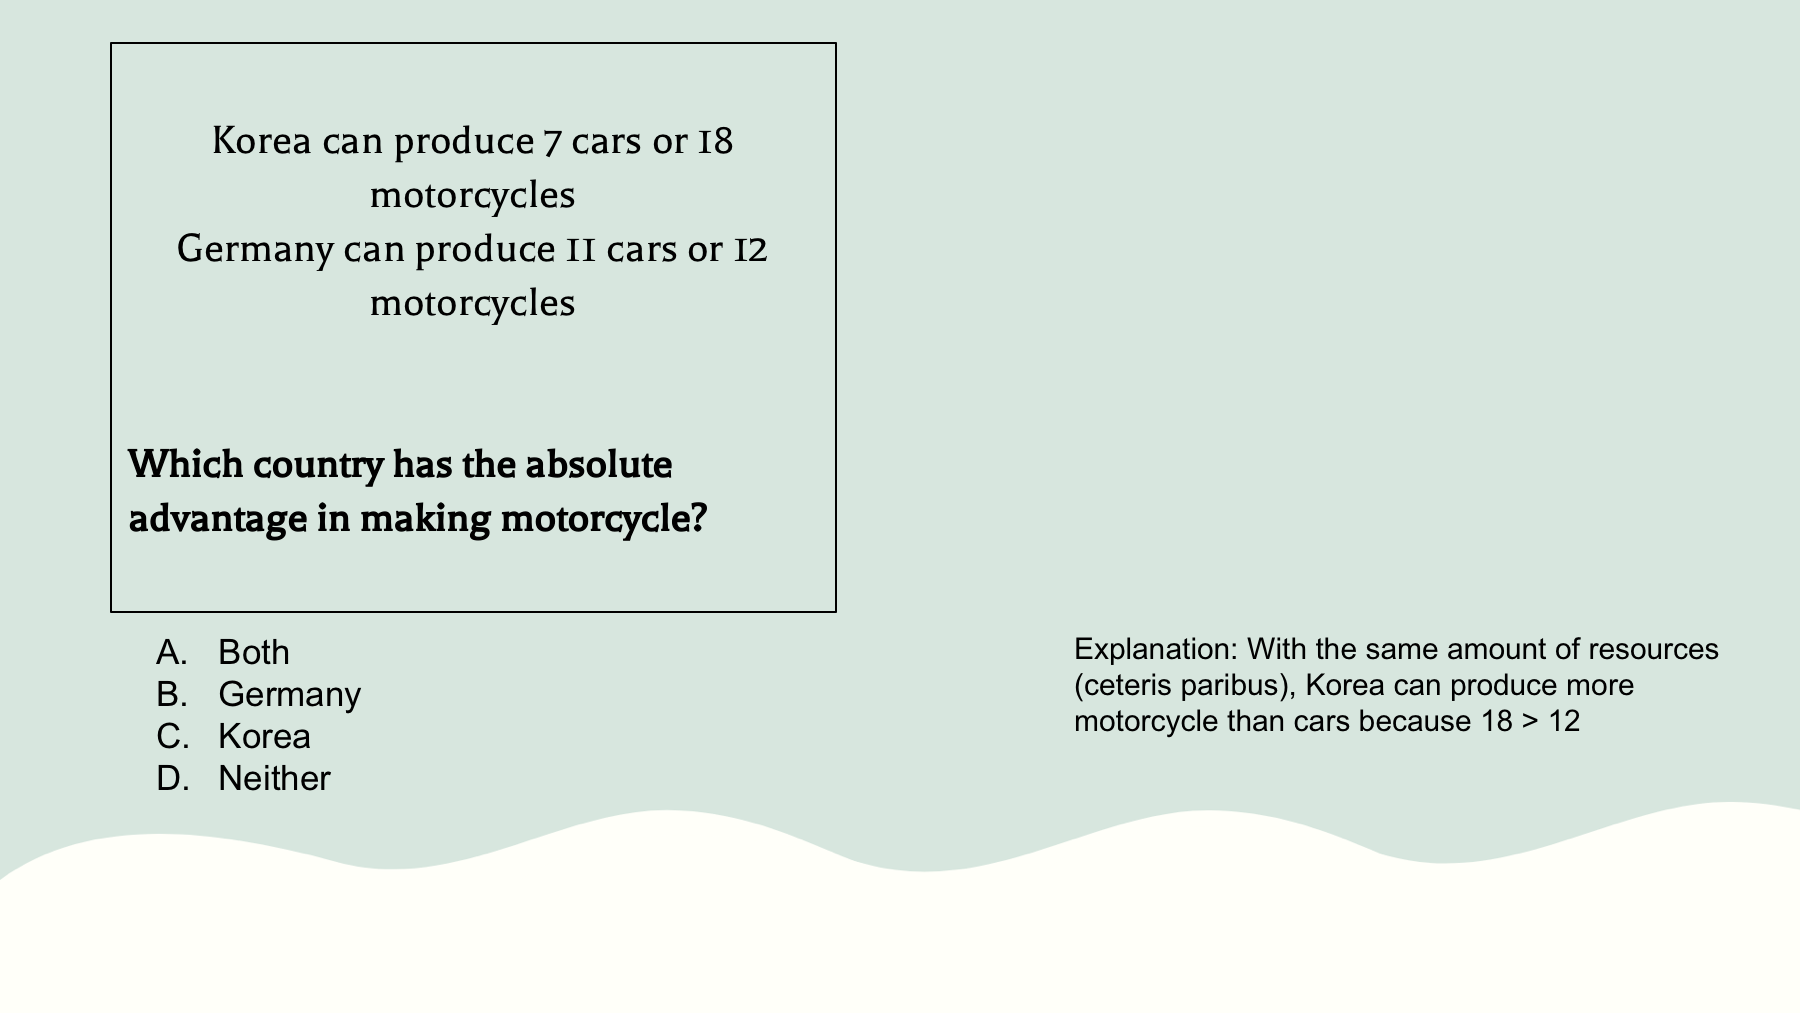 Korea can produce 7 cars or 18
motorcycles
Germany can produce 11 cars or 12
motorcycles
Which country has the absolute
advantage in making motorcycle?
A. Both
B. Germany
C. Korea
D. Neither
Explanation: With the same amount of resources
(ceteris paribus), Korea can produce more
motorcycle than cars because 18 > 12